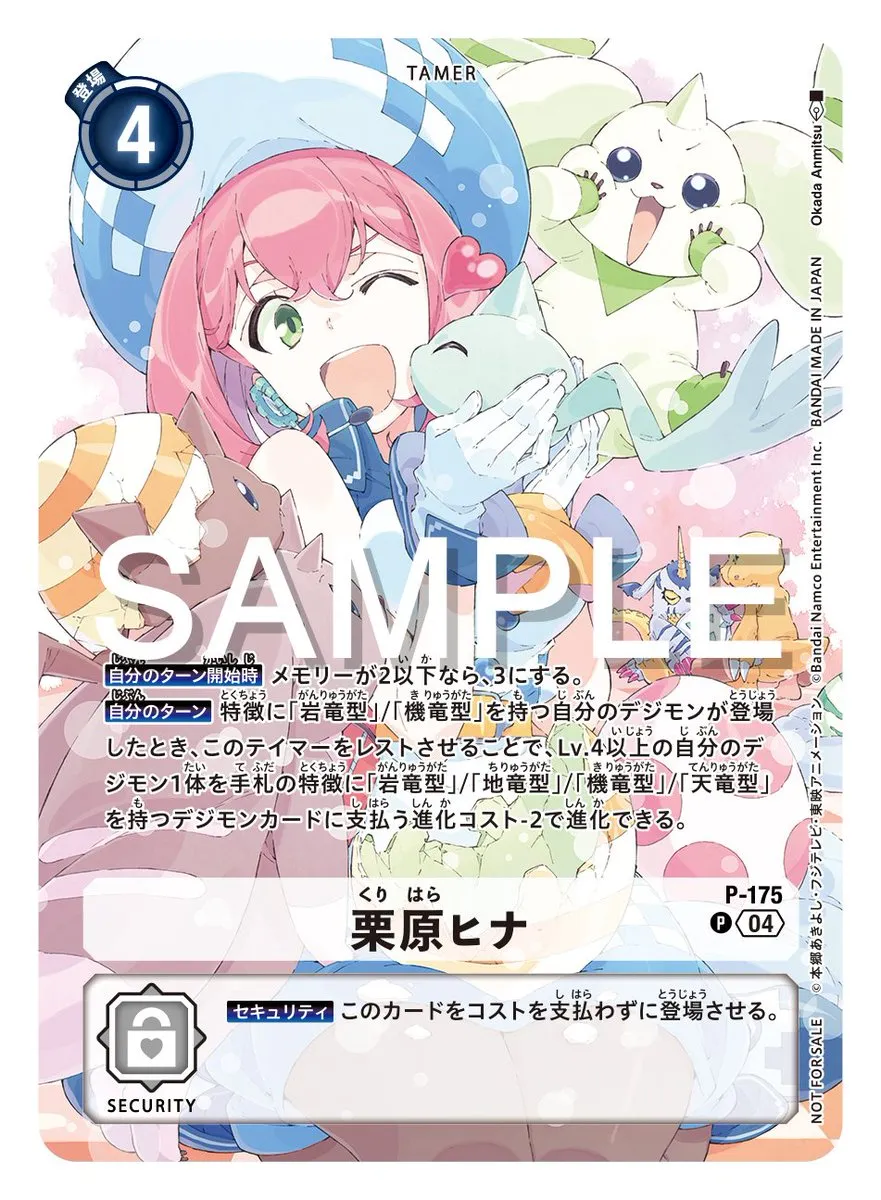 TAMER
登場
4
SAMPLE
自分のターン開始時 メモリーが2以下なら、3にする。
自分のターン 特徴に「岩竜型」/「機竜型」を持つ自分のデジモンが登場
したとき、このテイマーをレストさせることで、Lv.4以上の自分のデ
ジモン1体を手札の特徴に「岩竜型」/「地竜型」/「機竜型」/「天竜型」
を持つデジモンカードに支払う進化コスト-2で進化できる。
くり はら
栗原ヒナ
P-175
P 04
セキュリティ このカードをコストを支払わずに登場させる。
SECURITY
NOT FOR SALE ©本郷あきよし・フジテレビ・東映アニメーション ©Bandai Namco Entertainment Inc. BANDAI MADE IN JAPAN Okada Anmitsu